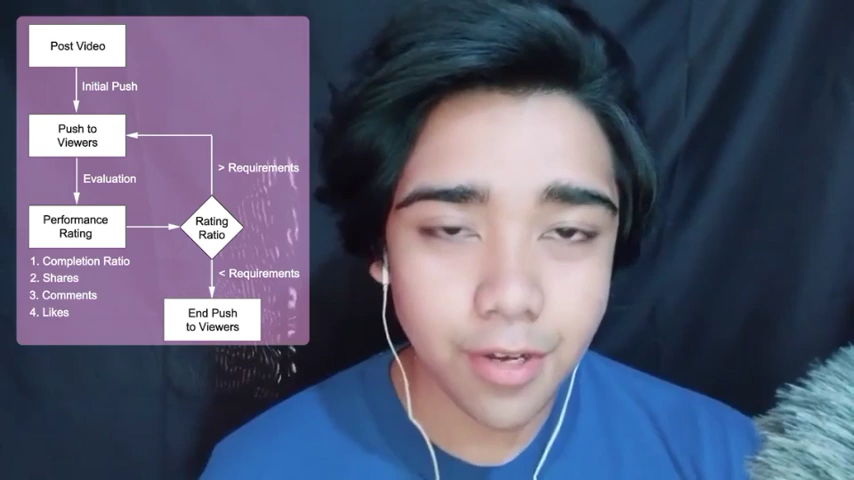 Post Video
Initial Push
Push to
Viewers
> Requirements
Evaluation
Performance
Rating
Rating
Ratio
1. Completion Ratio
2. Shares
3. Comments
4. Likes
< Requirements
End Push
to Viewers